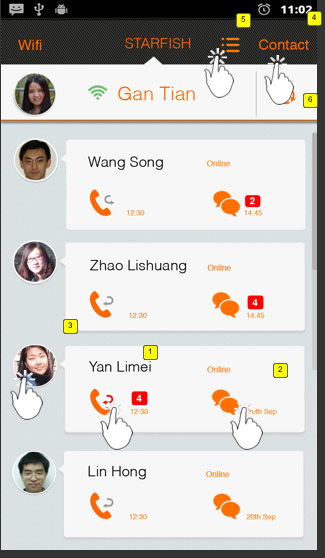 11:02
4
5
Wifi
STARFISH
Contact
Gan Tian
6
Wang Song
Online
2
12:30
14:45
Zhao Lishuang
Online
4
12:30
14:45
3
1
Yan Limei
Online
2
4
12:30
th Sep
Lin Hong
Online
12:30
20th Sep